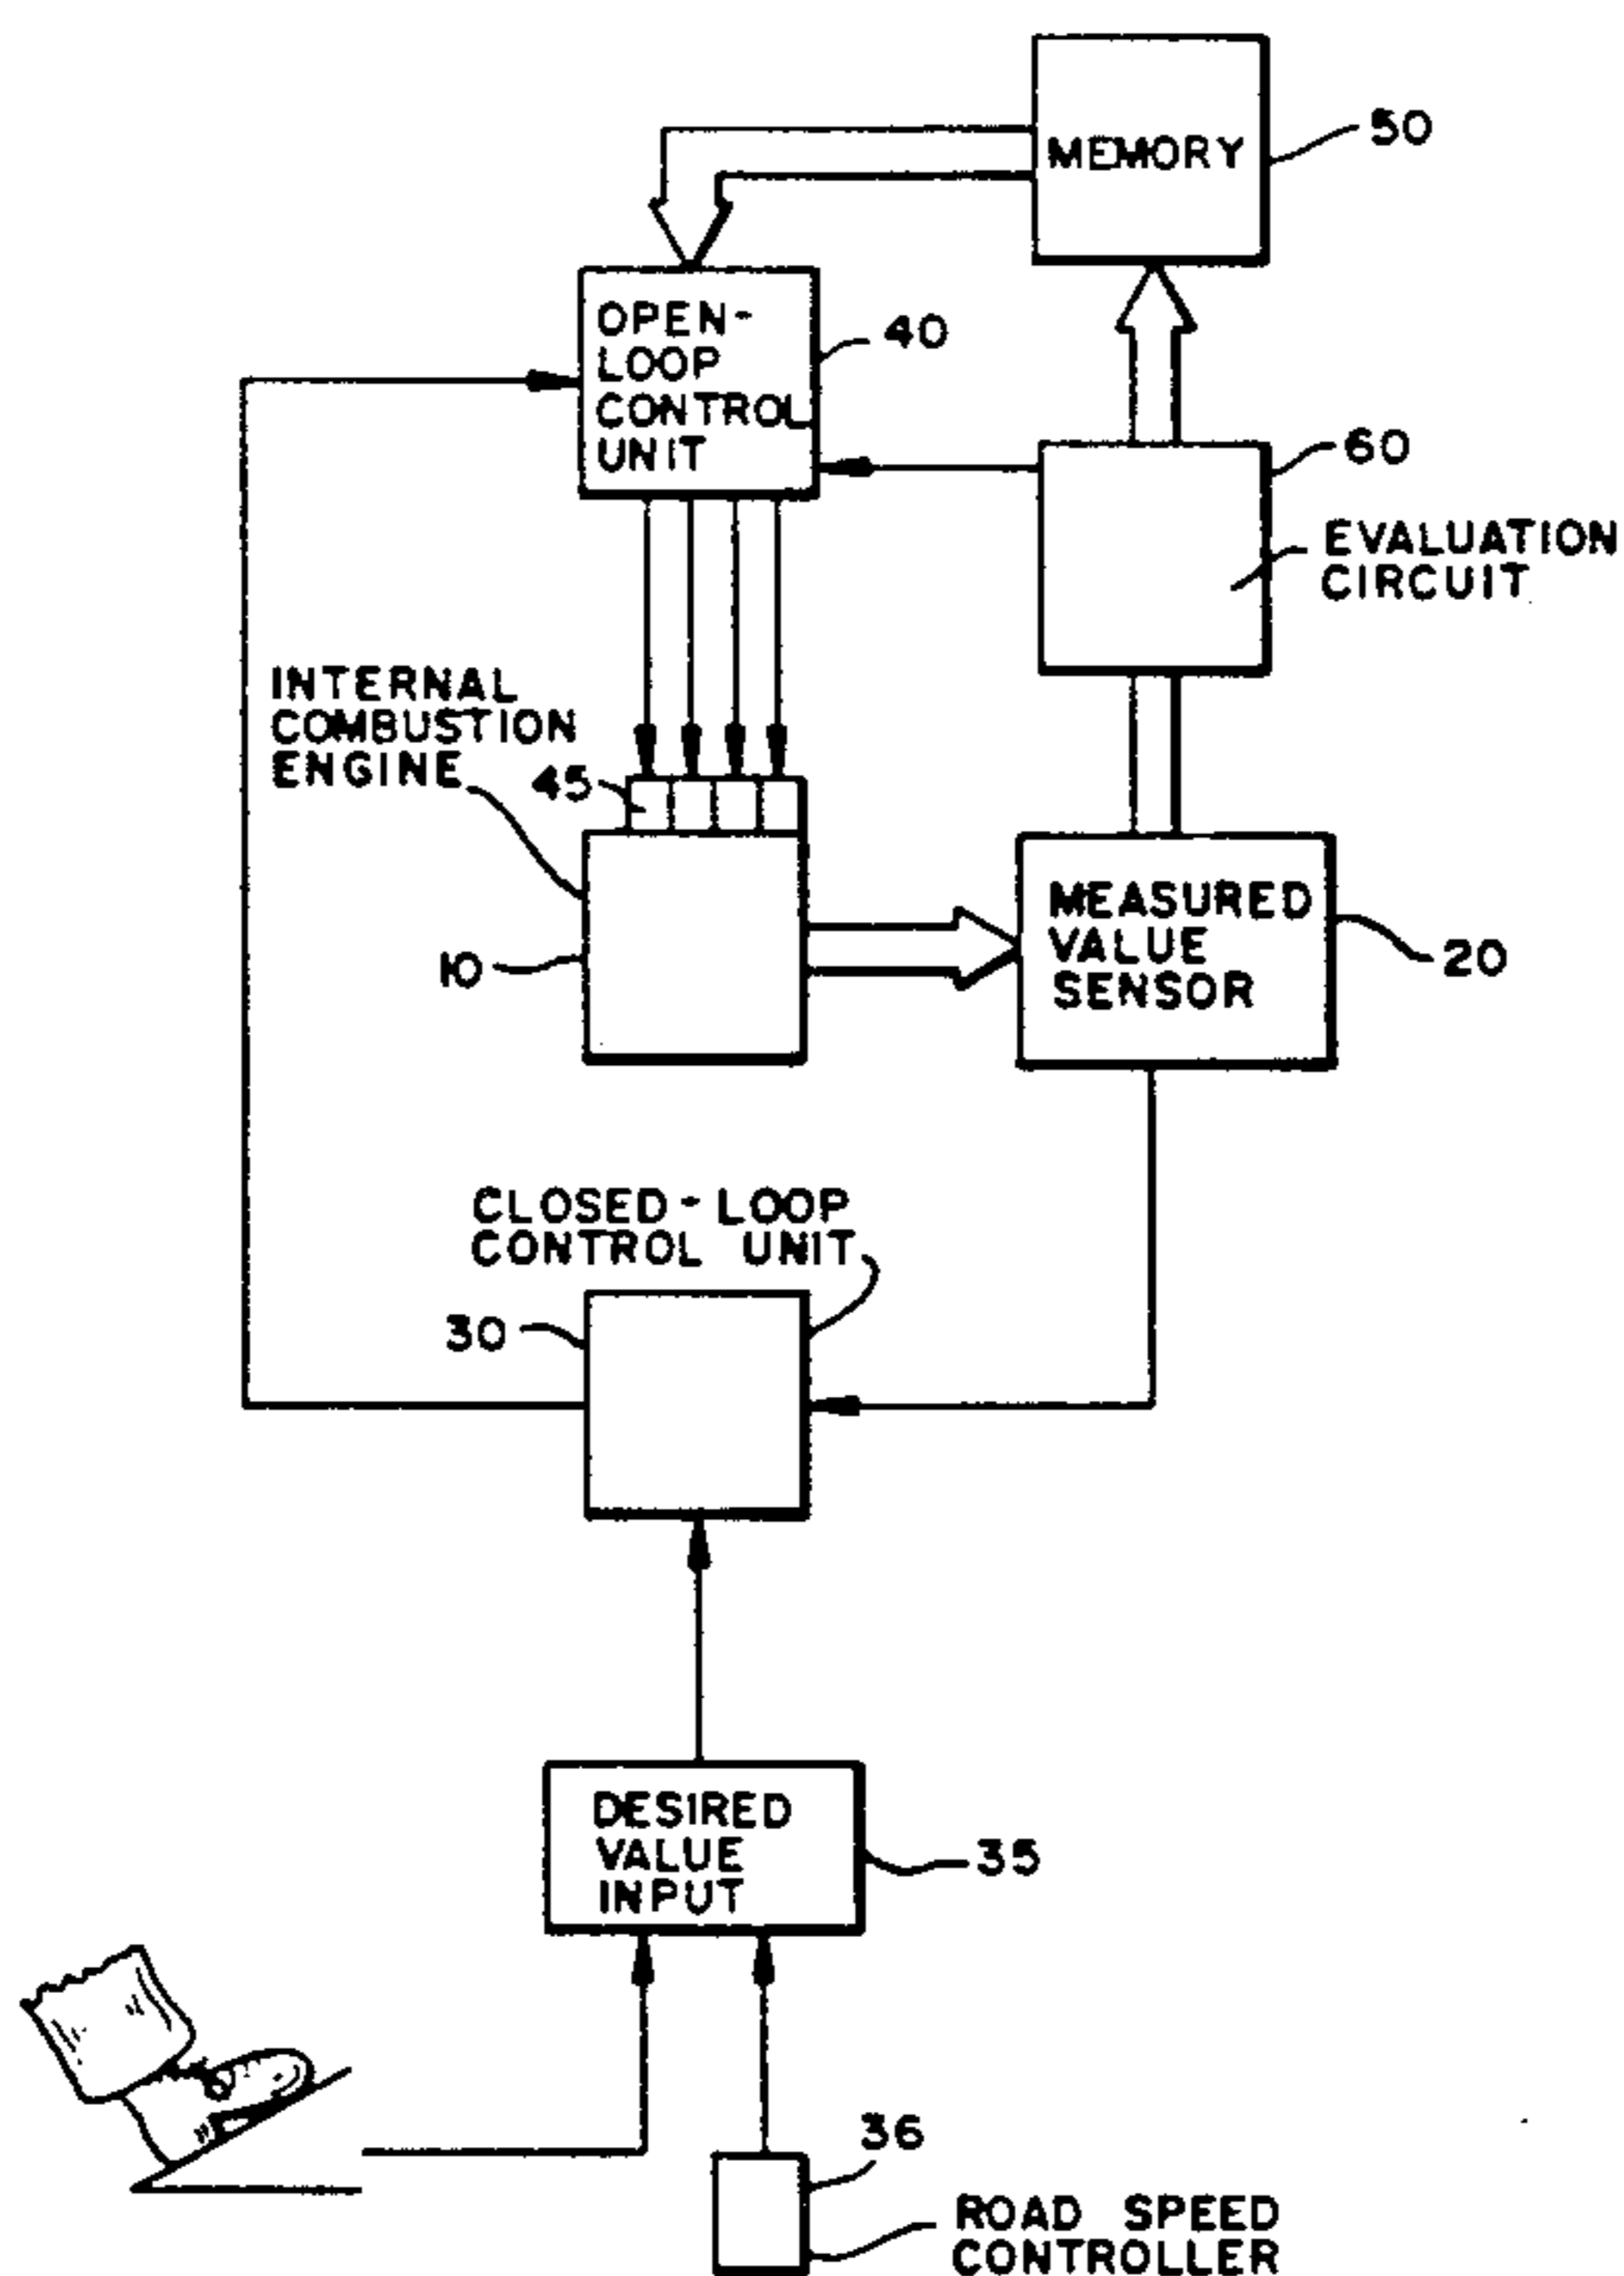 MEMORY
50
OPEN-
LOOP
CONTROL
UNIT
40
60
EVALUATION
CIRCUIT
INTERNAL
COMBUSTION
ENGINE
45
10
MEASURED
VALUE
SENSOR
20
CLOSED-LOOP
CONTROL UNIT
30
DESIRED
VALUE
INPUT
35
36
ROAD SPEED
CONTROLLER